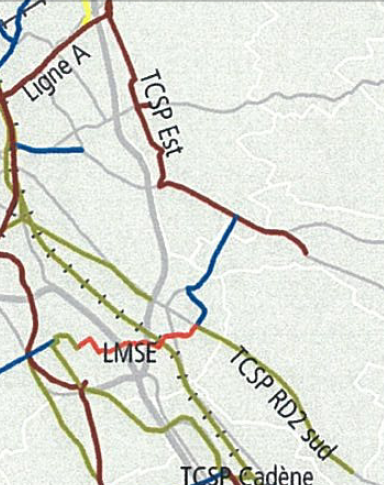 Ligne A
TCSP Est
LMSE
TCSP RD2 sud
TCSP Cadène